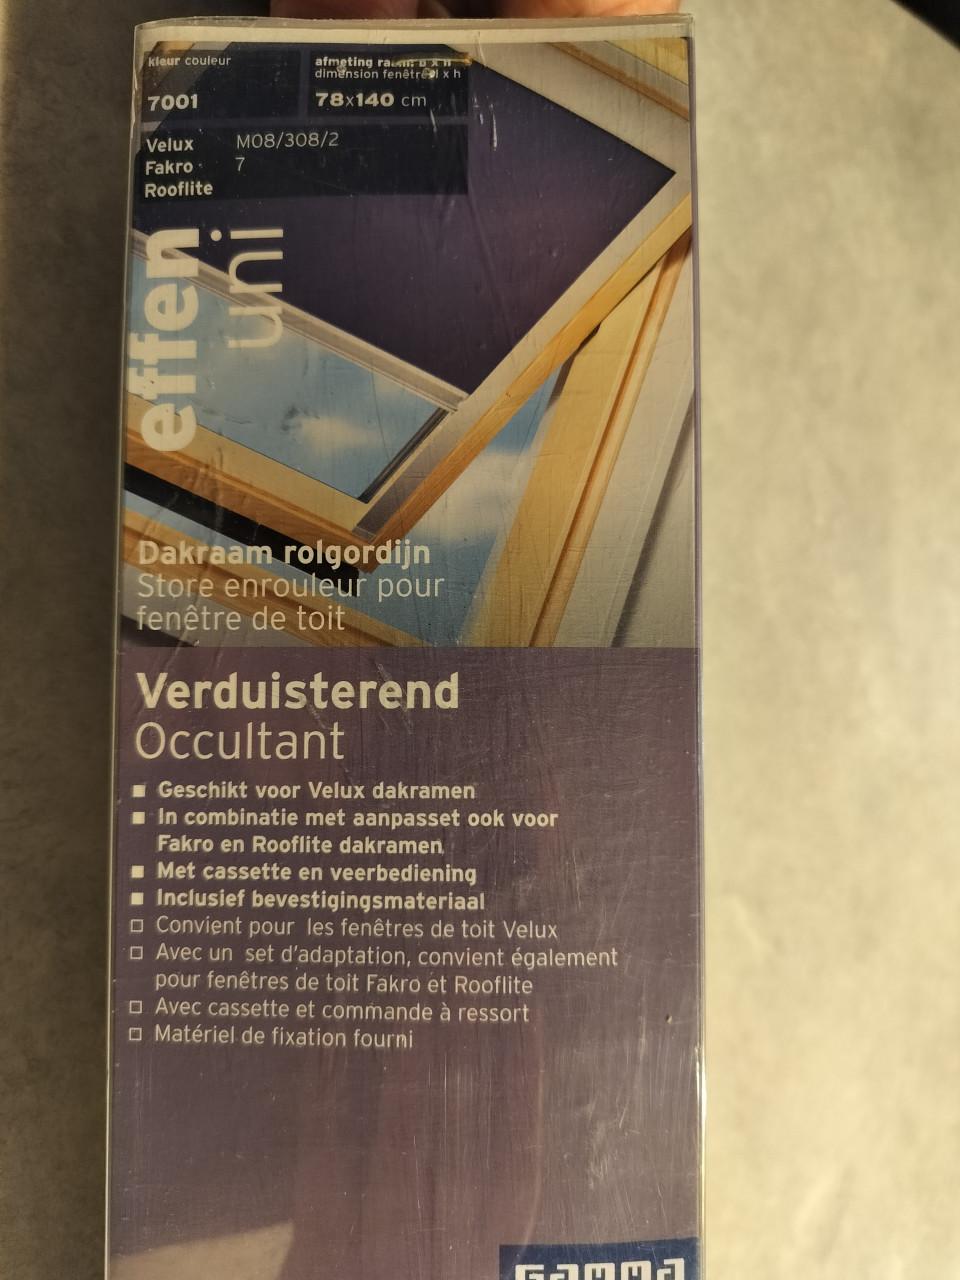 kleur couleur
7001
afmeting raam b x h
dimension fenêtre l x h
78x140 cm
Velux M08/308/2
Fakro 7
Rooflite
effen
uni
Dakraam rolgordijn
Store enrouleur pour
fenêtre de toit
Verduisterend
Occultant
Geschikt voor Velux dakramen
In combinatie met aanpasset ook voor
Fakro en Rooflite dakramen
Met cassette en veerbediening
Inclusief bevestigingsmateriaal
Convient pour les fenêtres de toit Velux
Avec un set d'adaptation, convient également
pour fenêtres de toit Fakro et Rooflite
Avec cassette et commande à ressort
Matériel de fixation fourni
GAMMA